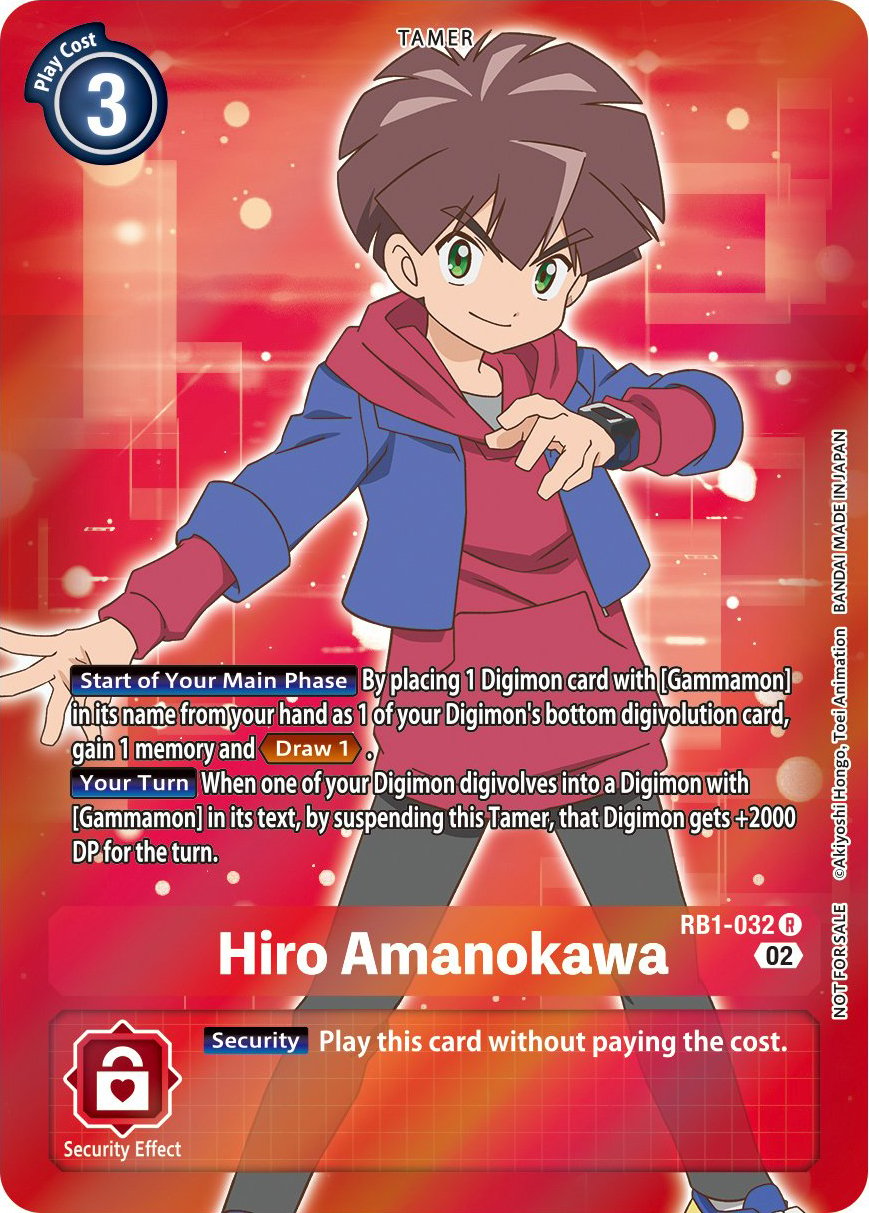 TAMER
Play Cost
3
Start of Your Main Phase By placing 1 Digimon card with [Gammamon]
in its name from your hand as 1 of your Digimon's bottom digivolution card,
gain 1 memory and Draw 1 .
Your Turn When one of your Digimon digivolves into a Digimon with
[Gammamon] in its text, by suspending this Tamer, that Digimon gets +2000
DP for the turn.
RB1-032 R
Hiro Amanokawa
02
Security Play this card without paying the cost.
Security Effect
NOT FOR SALE ©Akiyoshi Hongo, Toei Animation BANDAI MADE IN JAPAN